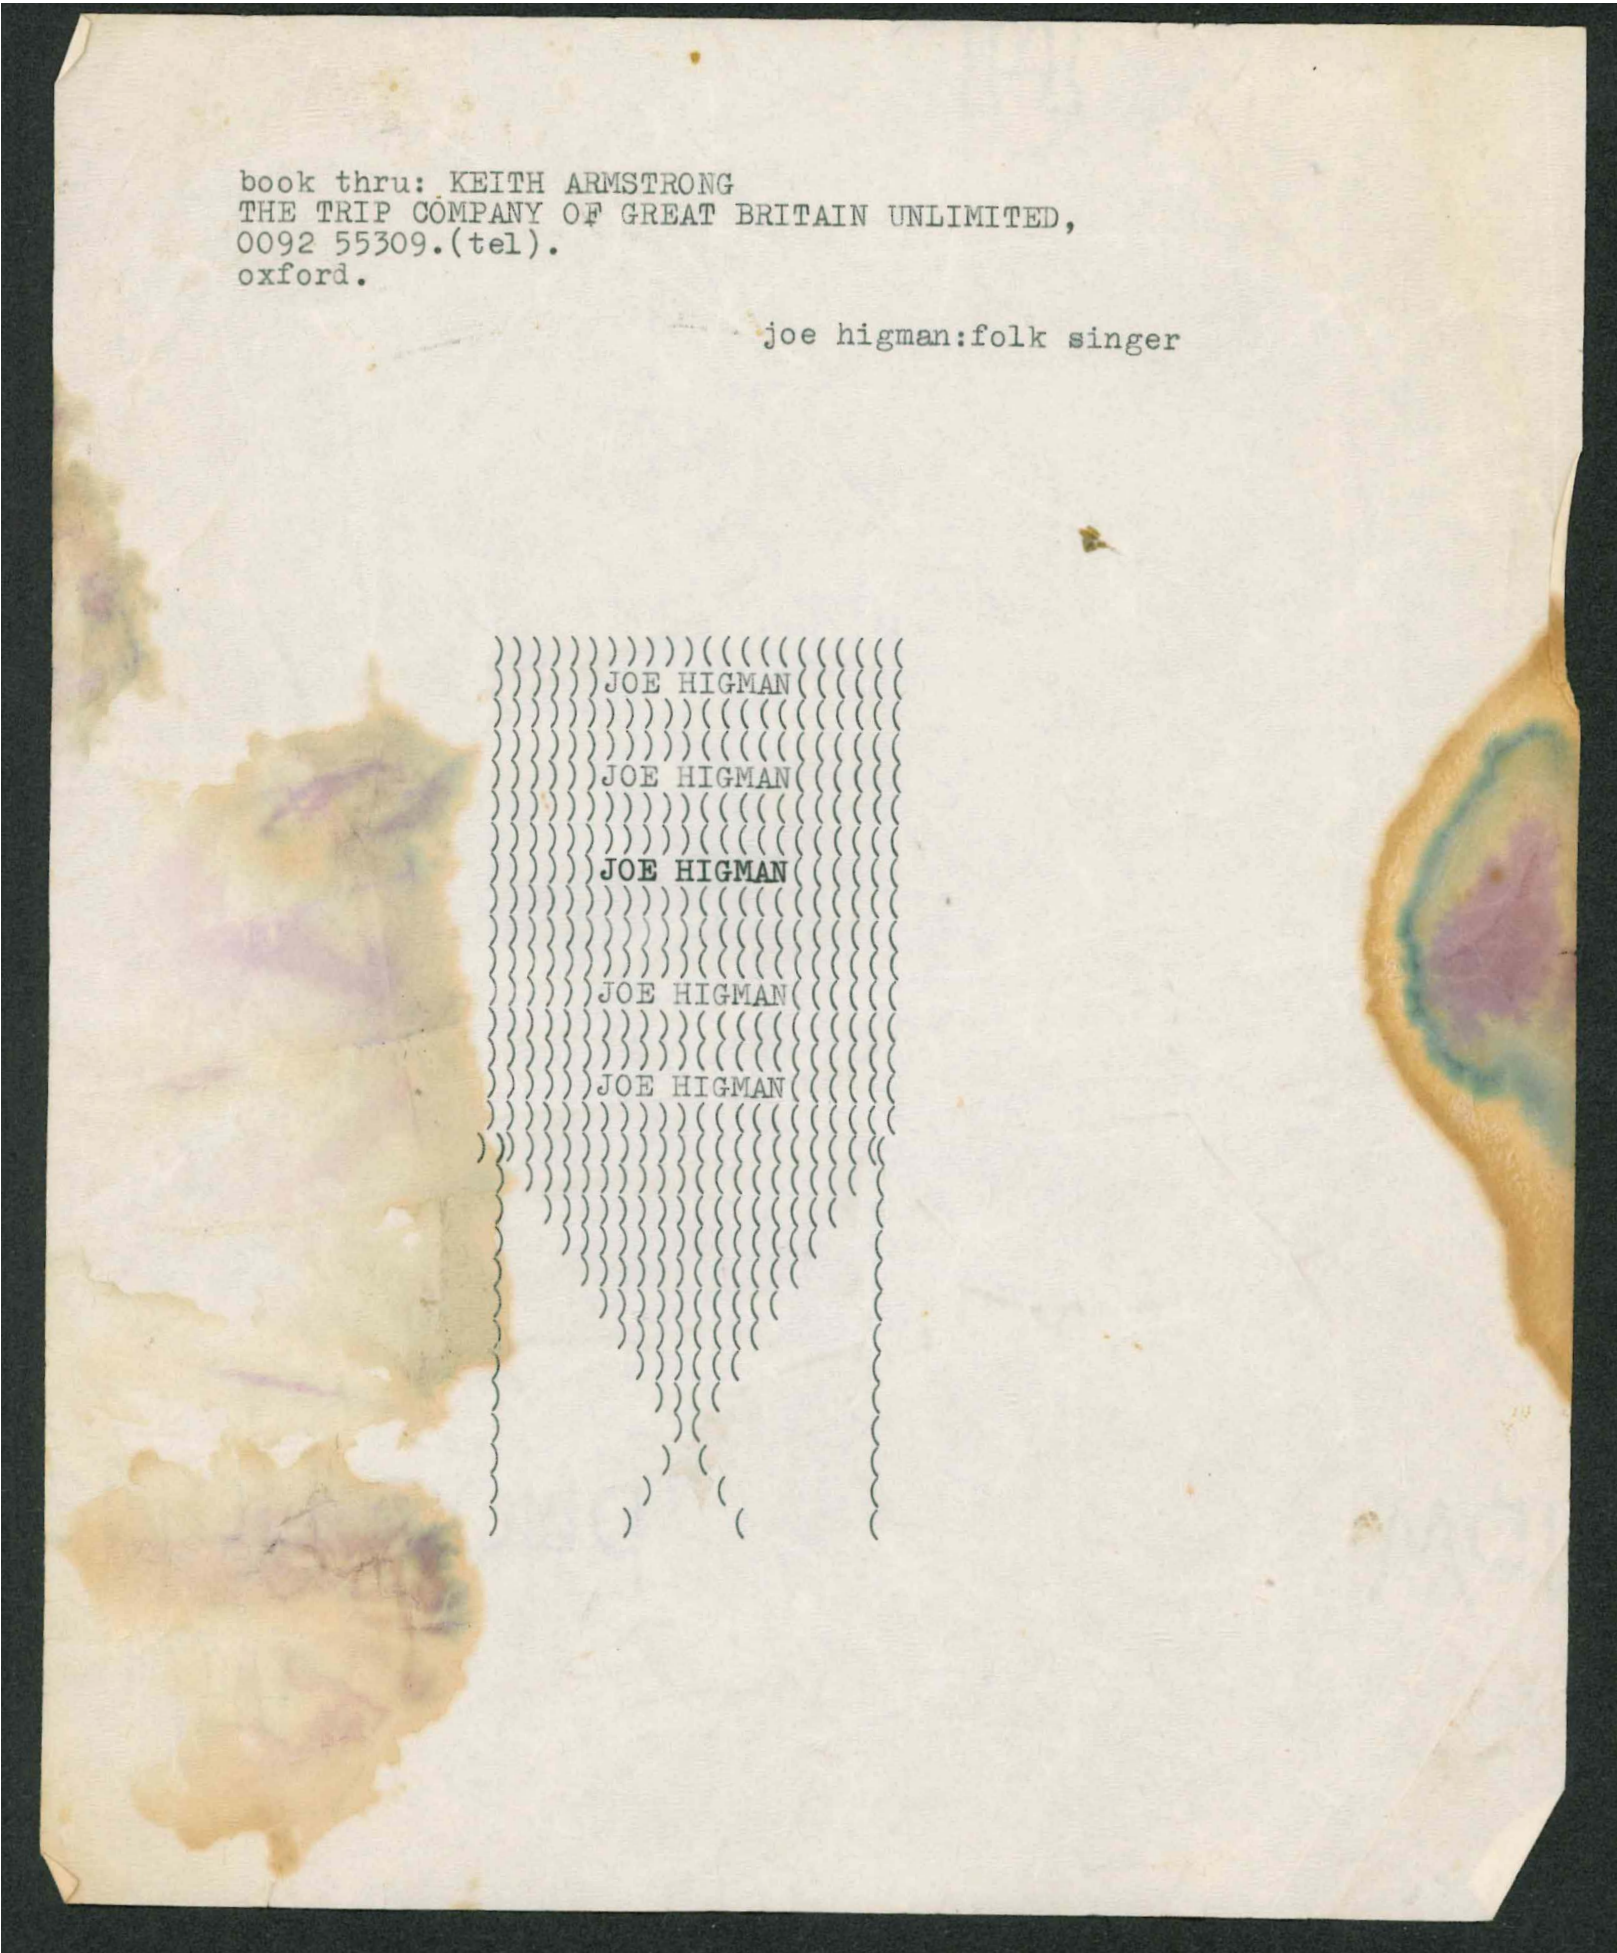 book thru: KEITH ARMSTRONG
THE TRIP COMPANY OF GREAT BRITAIN UNLIMITED,
0092 55309.(tel).
oxford.
joe higman:folk singer
)))))))))))(((((((((((
))))))JOE HIGMAN((((((
)))))))))))(((((((((((
)))))))))))(((((((((((
))))))JOE HIGMAN((((((
)))))))))))(((((((((((
)))))))))))(((((((((((
))))))JOE HIGMAN((((((
)))))))))))(((((((((((
)))))))))))(((((((((((
)))))))))))(((((((((((
))))))JOE HIGMAN((((((
)))))))))))(((((((((((
)))))))))))(((((((((((
))))))JOE HIGMAN((((((
)))))))))))(((((((((((
))))))))))))(((((((((((
) )))))))))((((((((( (
)  ))))))))((((((((  (
)   )))))))(((((((   (
)    ))))))((((((    (
)     )))))(((((     (
)      ))))((((      (
)       )))(((       (
)        ))((        (
)         )(         (
)        ) (         (
)       )   (       (
)      )     (      (